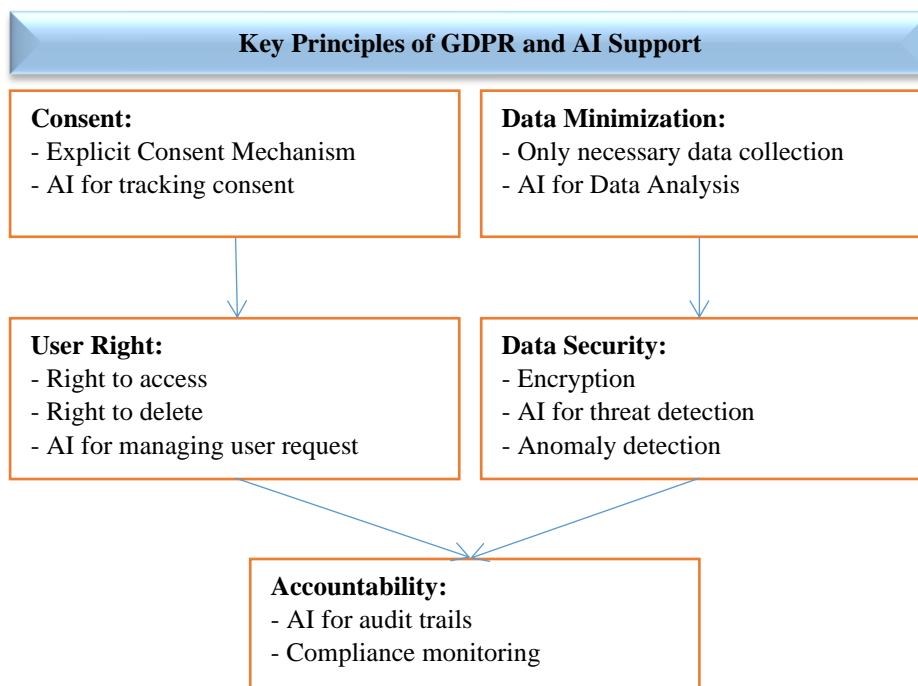 Key Principles of GDPR and AI Support
Consent:
- Explicit Consent Mechanism
- AI for tracking consent
Data Minimization:
- Only necessary data collection
- AI for Data Analysis
User Right:
- Right to access
- Right to delete
- AI for managing user request
Data Security:
- Encryption
- AI for threat detection
- Anomaly detection
Accountability:
- AI for audit trails
- Compliance monitoring